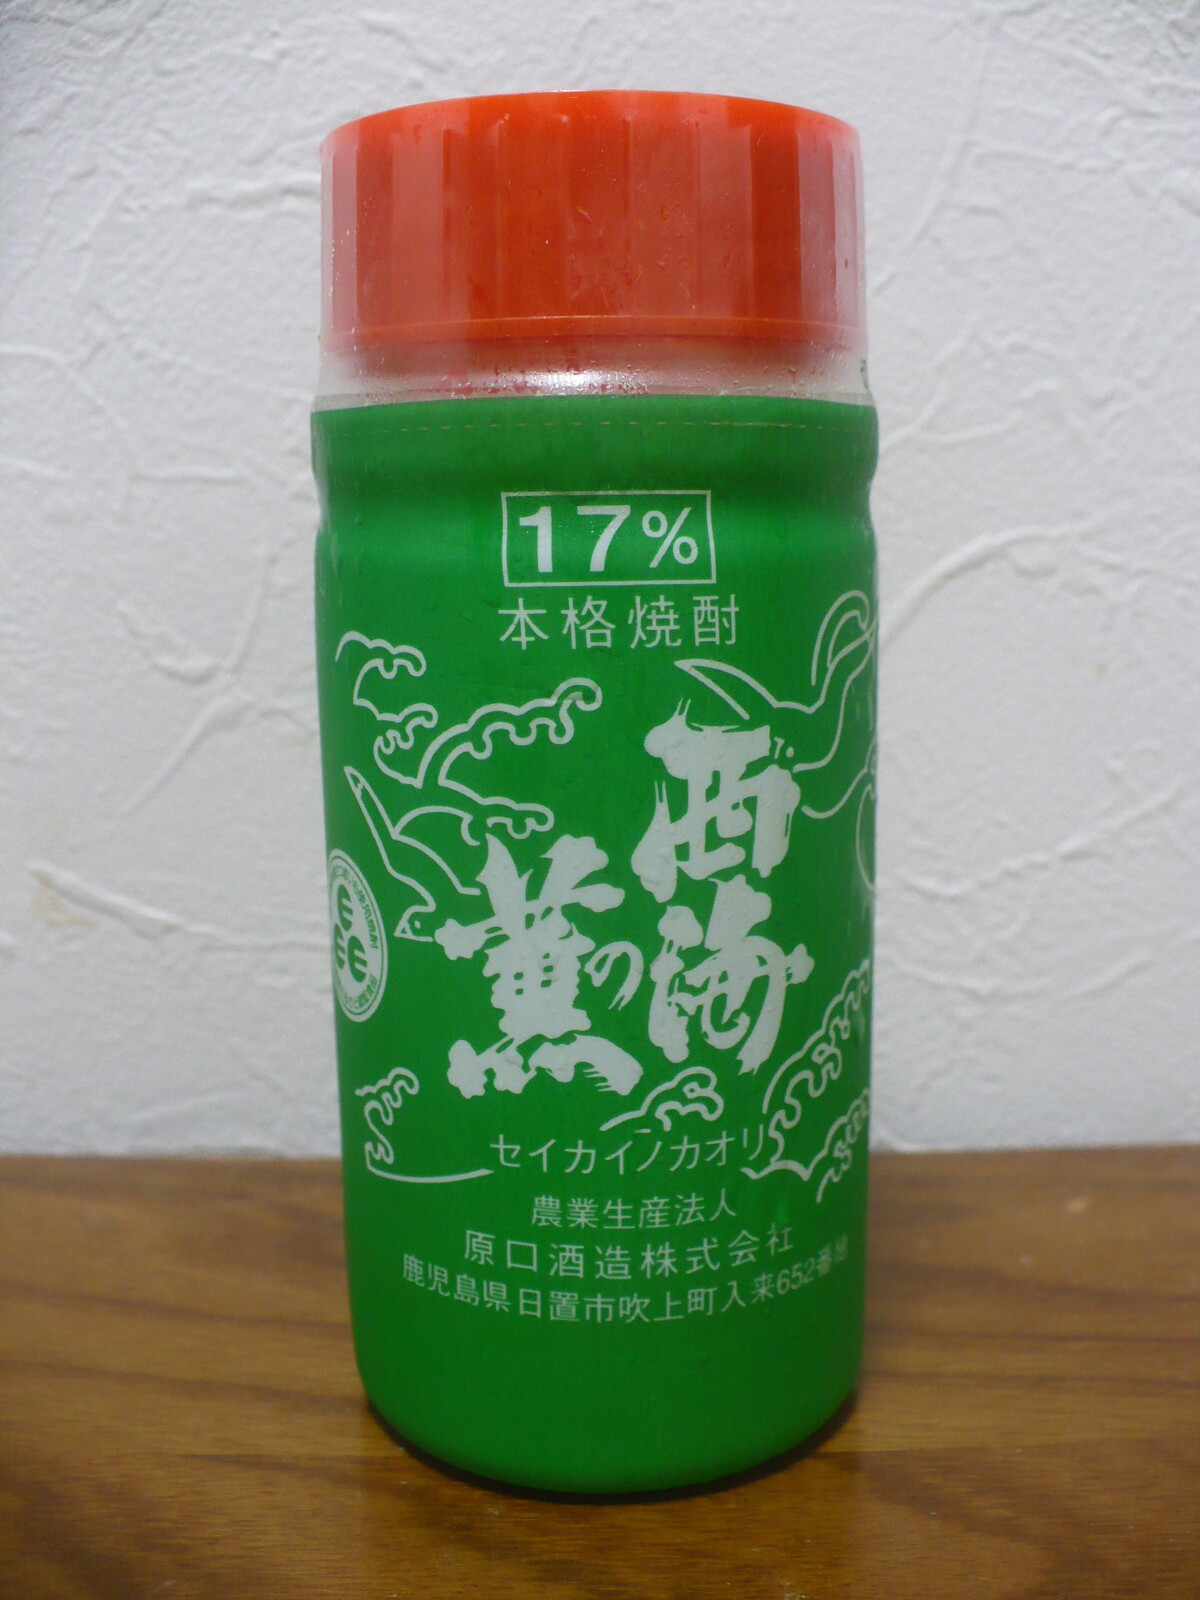 17%
本格焼酎
西海
の薫
セイカイノカオリ
農業生産法人
原口酒造株式会社
鹿児島県日置市吹上町入来652番地